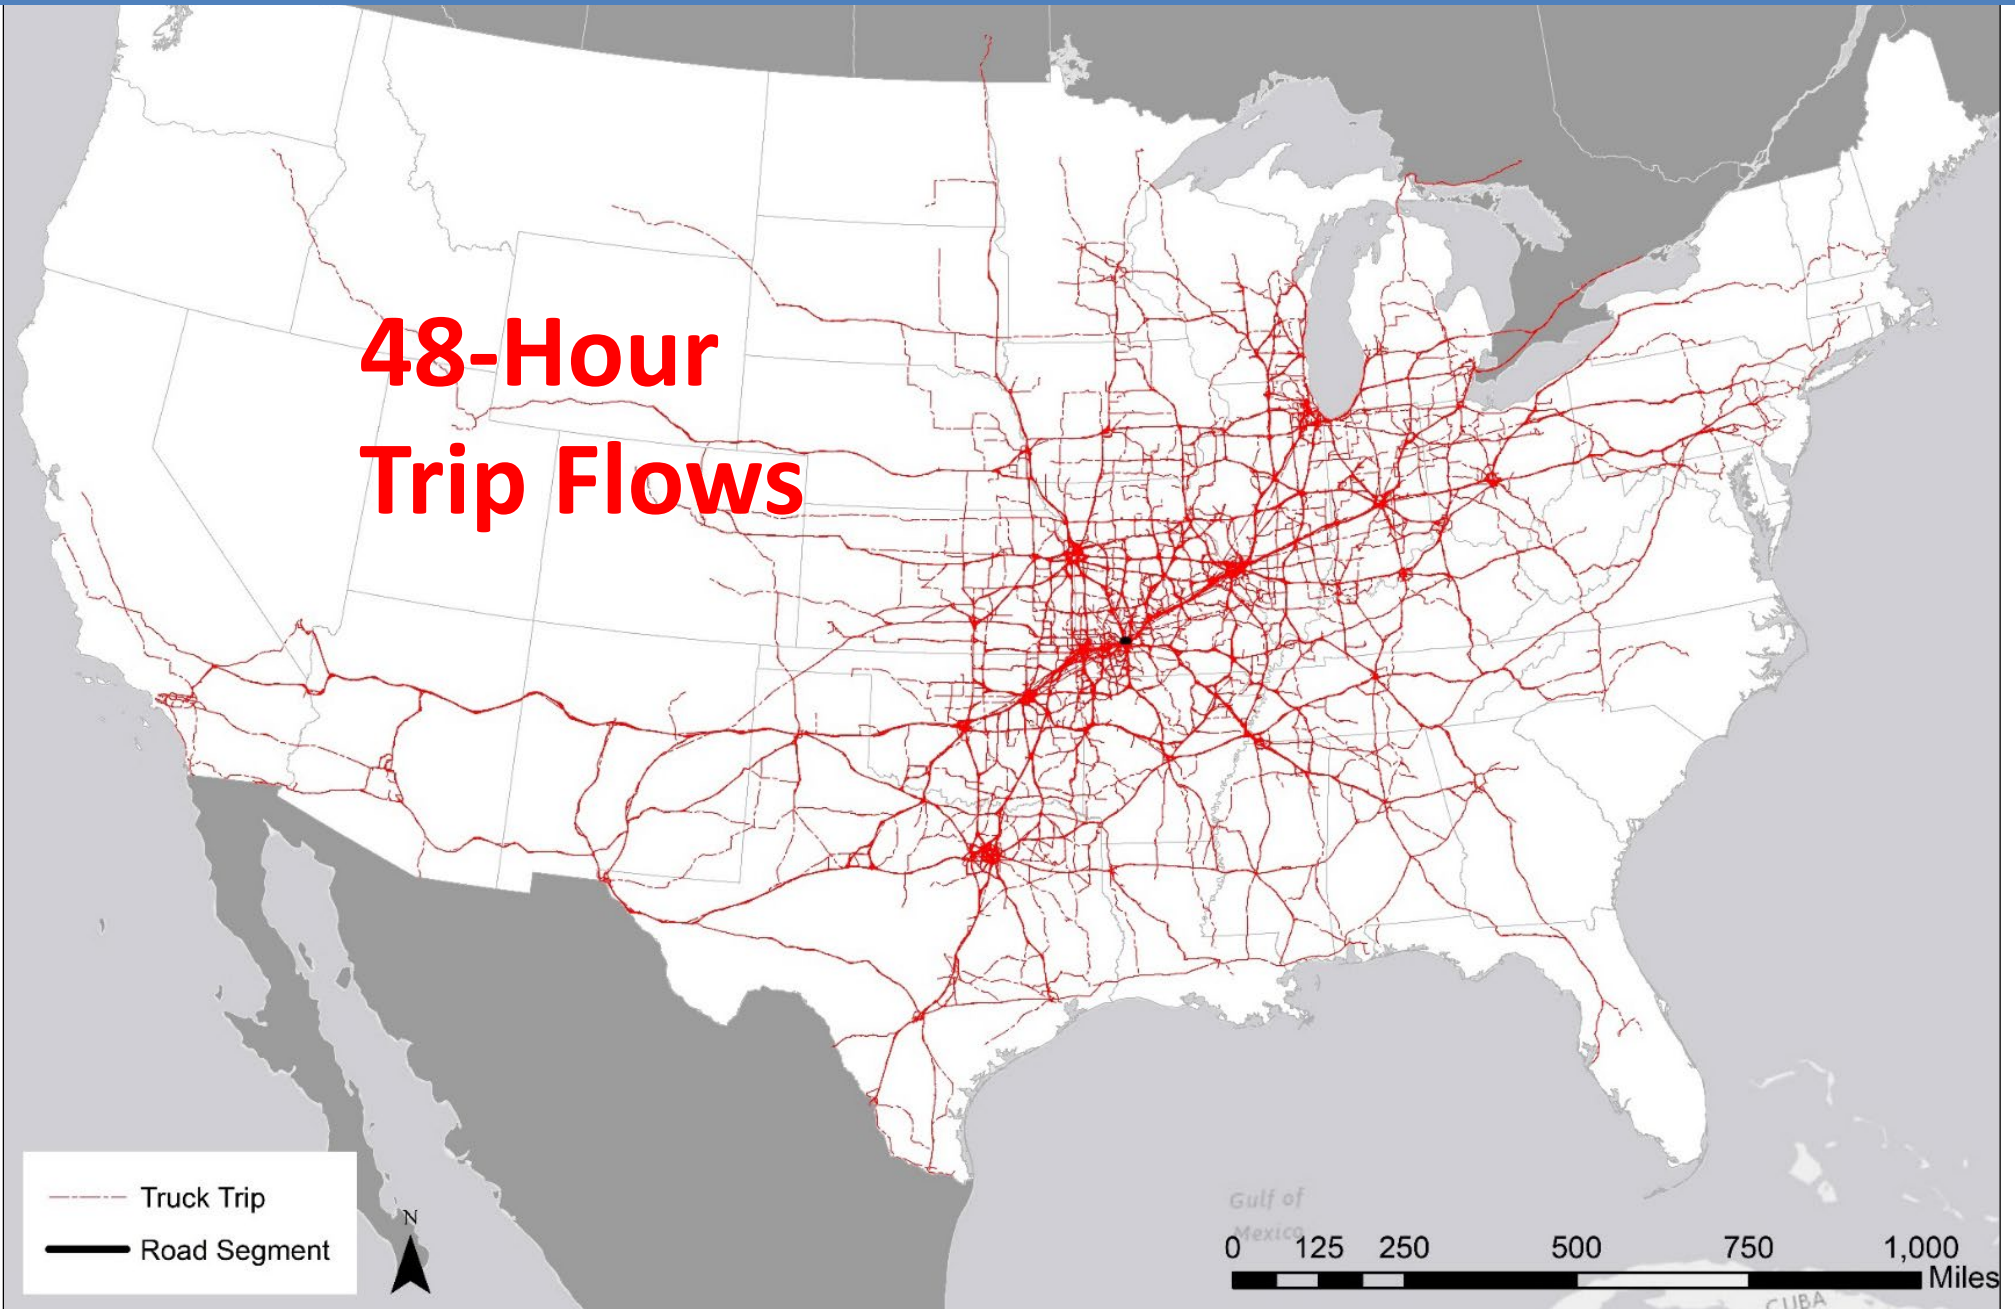 48-Hour
Trip Flows
Truck Trip
Road Segment
N
Gulf of
Mexico
0 125 250 500 750 1,000
Miles
CUBA